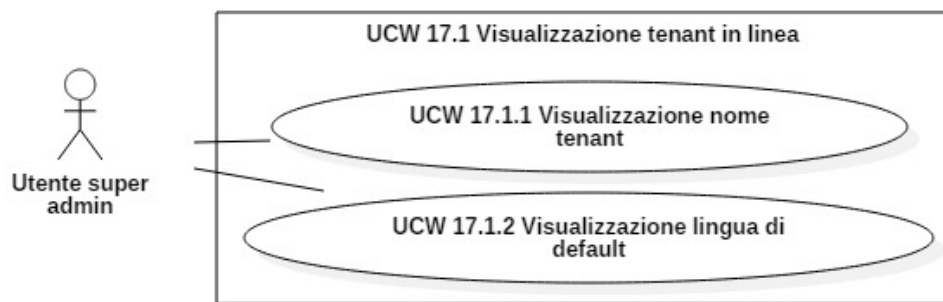 UCW 17.1 Visualizzazione tenant in linea
UCW 17.1.1 Visualizzazione nome
tenant
Utente super
admin
UCW 17.1.2 Visualizzazione lingua di
default